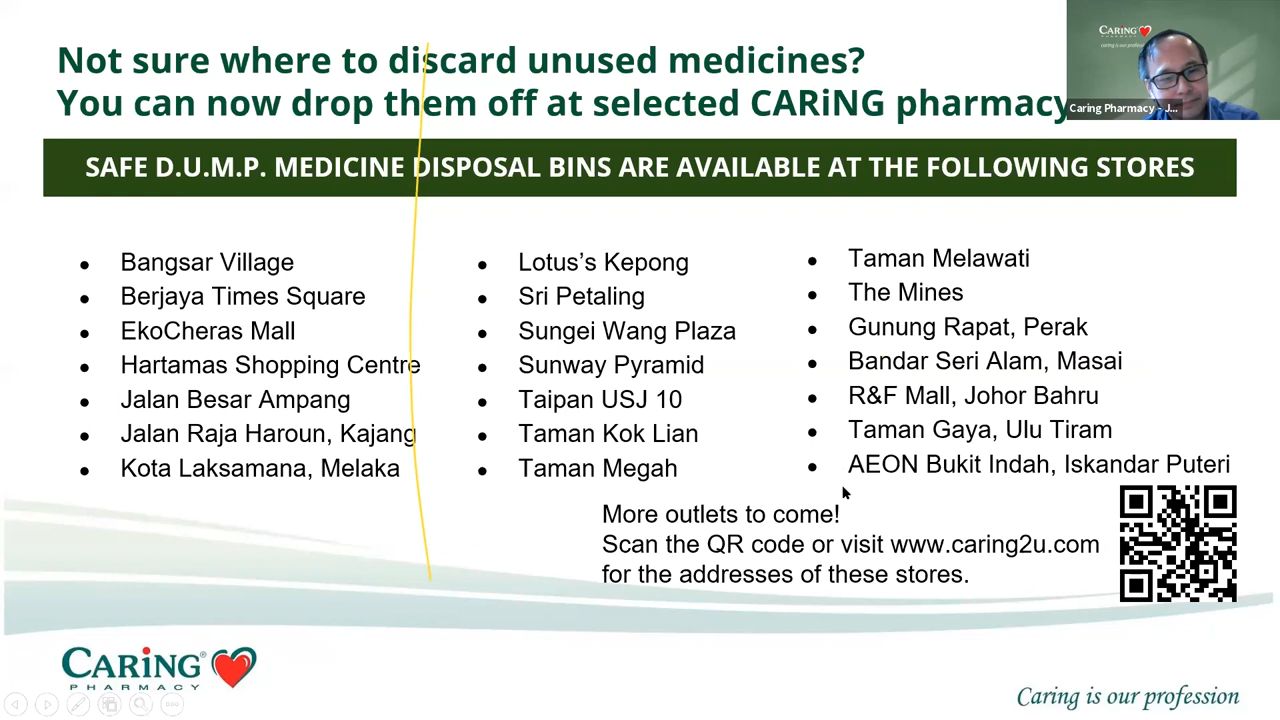 Not sure where to discard unused medicines?
You can now drop them off at selected CARiNG pharmacy
CARiNG
PHARMACY
Caring Pharmacy - J...
SAFE D.U.M.P. MEDICINE DISPOSAL BINS ARE AVAILABLE AT THE FOLLOWING STORES
Bangsar Village
Berjaya Times Square
EkoCheras Mall
Hartamas Shopping Centre
Jalan Besar Ampang
Jalan Raja Haroun, Kajang
Kota Laksamana, Melaka
Lotus’s Kepong
Sri Petaling
Sungei Wang Plaza
Sunway Pyramid
Taipan USJ 10
Taman Kok Lian
Taman Megah
Taman Melawati
The Mines
Gunung Rapat, Perak
Bandar Seri Alam, Masai
R&F Mall, Johor Bahru
Taman Gaya, Ulu Tiram
AEON Bukit Indah, Iskandar Puteri
More outlets to come!
Scan the QR code or visit www.caring2u.com
for the addresses of these stores.
CARiNG®
PHARMACY
Caring is our profession